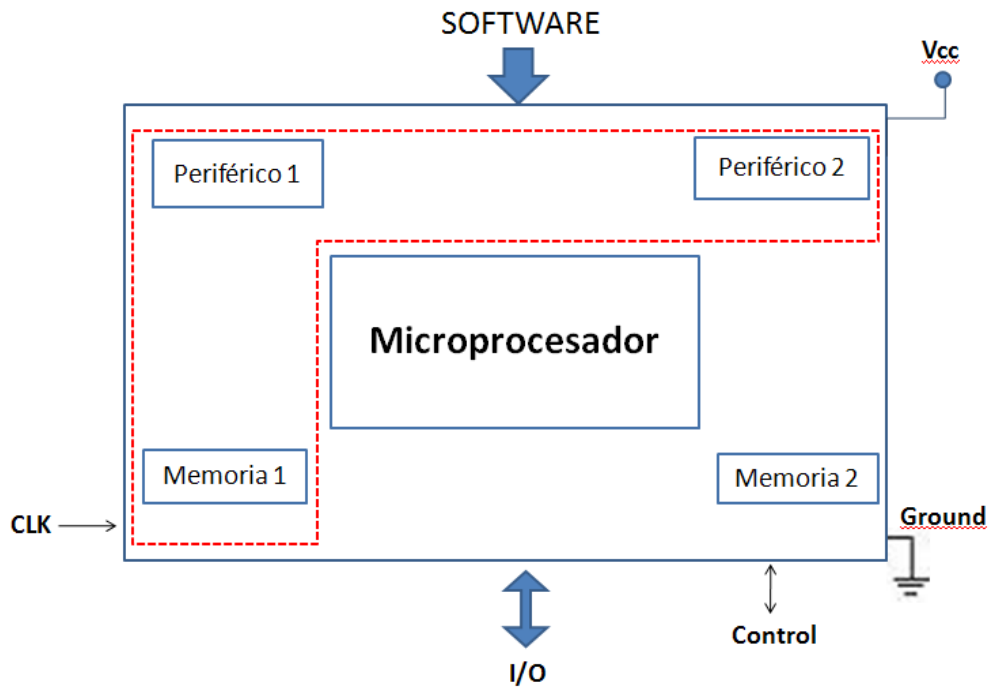 SOFTWARE
Vcc
Periférico 1
Periférico 2
Microprocesador
Memoria 1
Memoria 2
CLK
Ground
Control
I/O